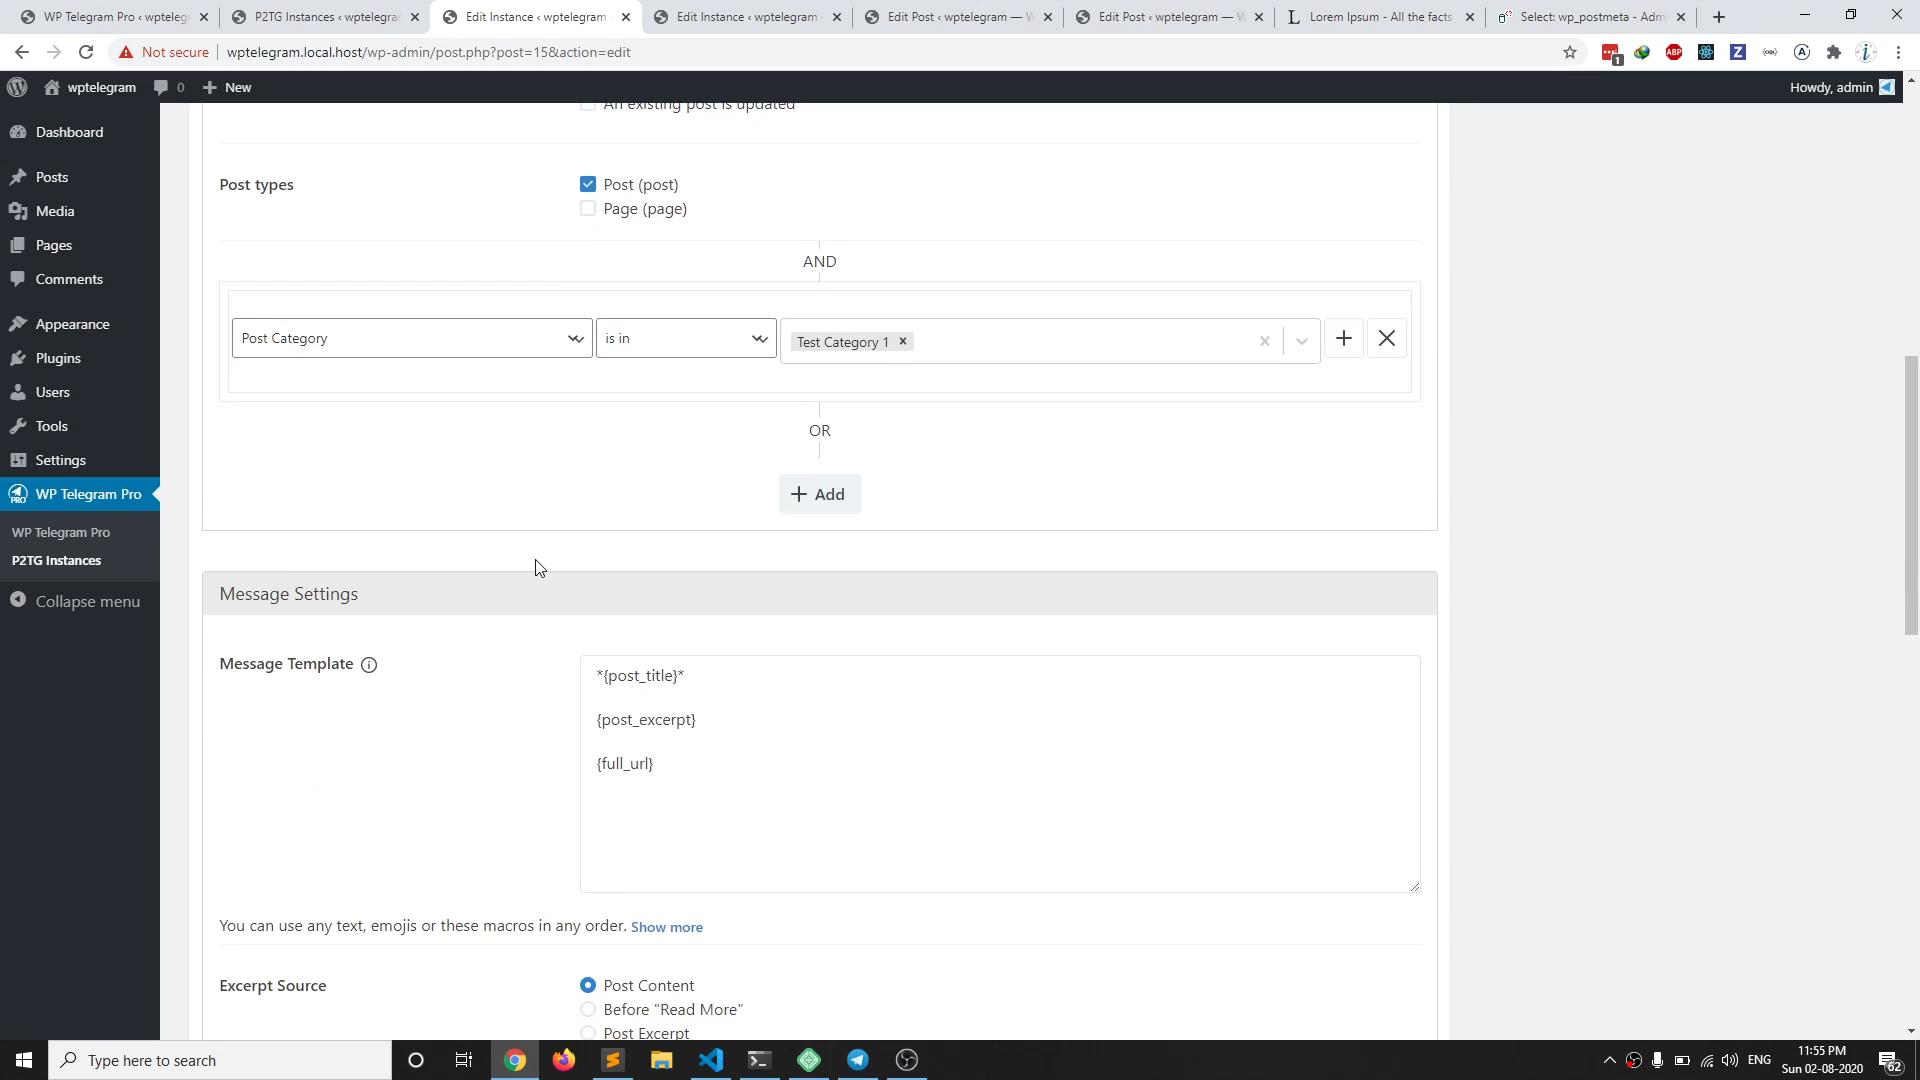 WP Telegram Pro ‹ wptelegr
P2TG Instances ‹ wptelegra
Edit Instance ‹ wptelegram
Edit Instance ‹ wptelegram
Edit Post ‹ wptelegram — W
Edit Post ‹ wptelegram — W
Lorem Ipsum - All the facts
Select: wp_postmeta - Adm
Not secure
wptelegram.local.host/wp-admin/post.php?post=15&action=edit
wptelegram
0
New
Howdy, admin
Dashboard
Posts
Media
Pages
Comments
Appearance
Plugins
Users
Tools
Settings
WP Telegram Pro
WP Telegram Pro
P2TG Instances
Collapse menu
An existing post is updated
Post types
Post (post)
Page (page)
AND
Post Category
is in
Test Category 1
OR
Add
Message Settings
Message Template
*{post_title}*
{post_excerpt}
{full_url}
You can use any text, emojis or these macros in any order. Show more
Excerpt Source
Post Content
Before "Read More"
Post Excerpt
Type here to search
ENG
11:55 PM
Sun 02-08-2020
62